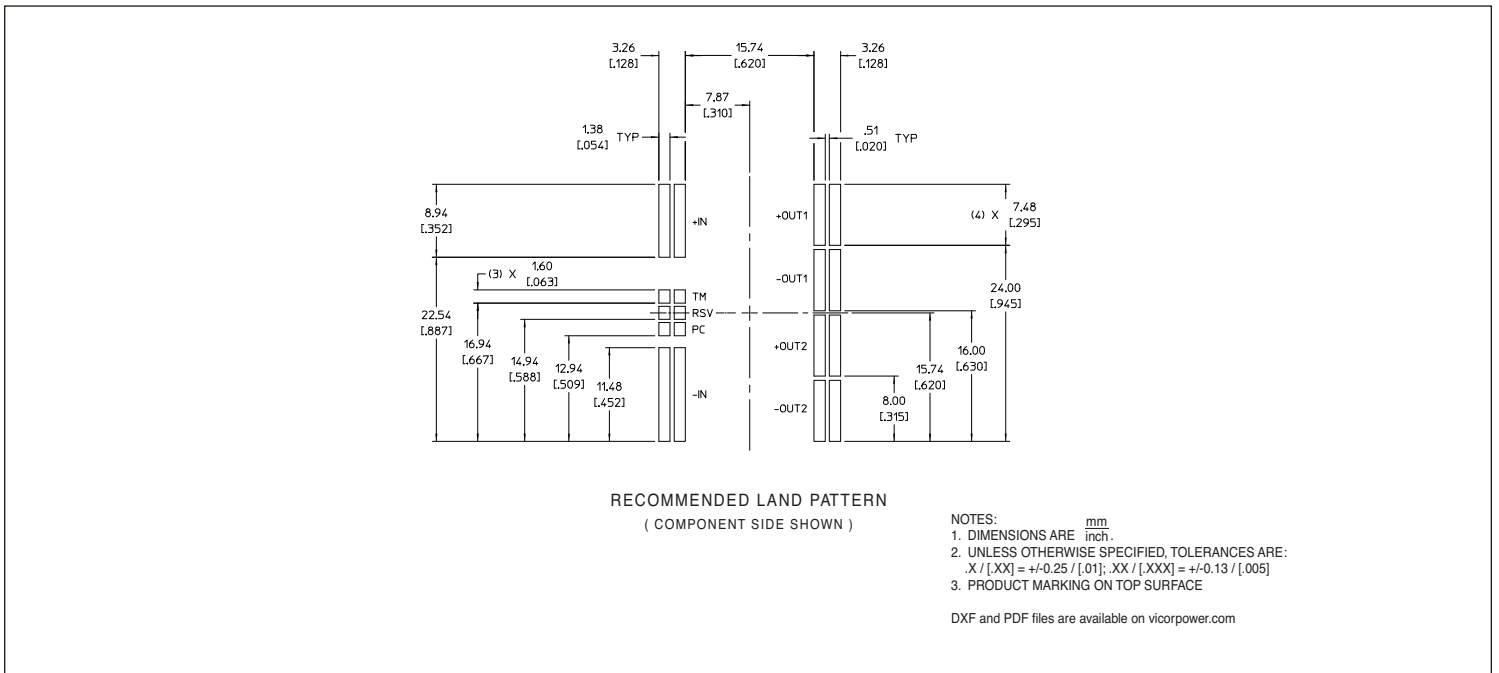 3.26
[.128]
15.74
[.620]
3.26
[.128]
7.87
[.310]
1.38
[.054] TYP
.51
[.020] TYP
8.94
[.352]
+IN
+OUT1
(4) X 7.48
[.295]
(3) X 1.60
[.063]
-OUT1
TM
24.00
[.945]
RSV
22.54
[.887]
PC
16.94
[.667]
+OUT2
14.94
[.588]
16.00
[.630]
12.94
[.509]
15.74
[.620]
11.48
[.452]
-IN
-OUT2
8.00
[.315]
RECOMMENDED LAND PATTERN
( COMPONENT SIDE SHOWN )
NOTES:
1. DIMENSIONS ARE mm/inch.
2. UNLESS OTHERWISE SPECIFIED, TOLERANCES ARE:
.X / [.XX] = +/-0.25 / [.01]; .XX / [.XXX] = +/-0.13 / [.005]
3. PRODUCT MARKING ON TOP SURFACE
DXF and PDF files are available on vicorpower.com